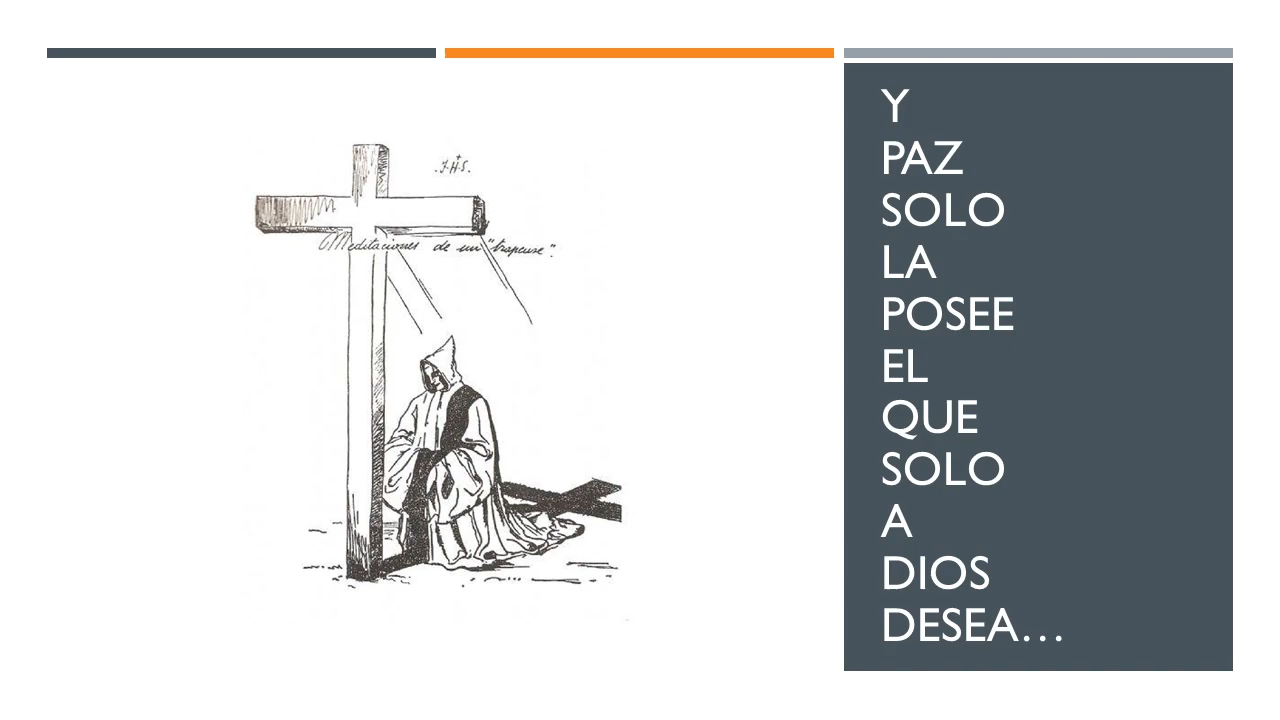 .J.H.S.
Meditaciones de un "trapense".
Y
PAZ
SOLO
LA
POSEE
EL
QUE
SOLO
A
DIOS
DESEA…